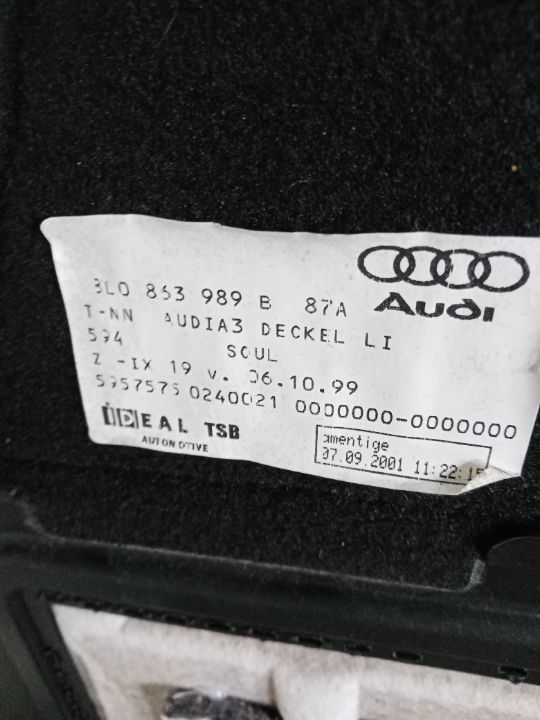 Audi
8L0 863 989 B 87A
T-NN AUDIA3 DECKEL LI
594 SOUL
Z -IX 19 v. 06.10.99
5957575 0240021 0000000-0000000
IDEAL TSB
AUTOMOTIVE
amentige
07.09.2001 11:22:15